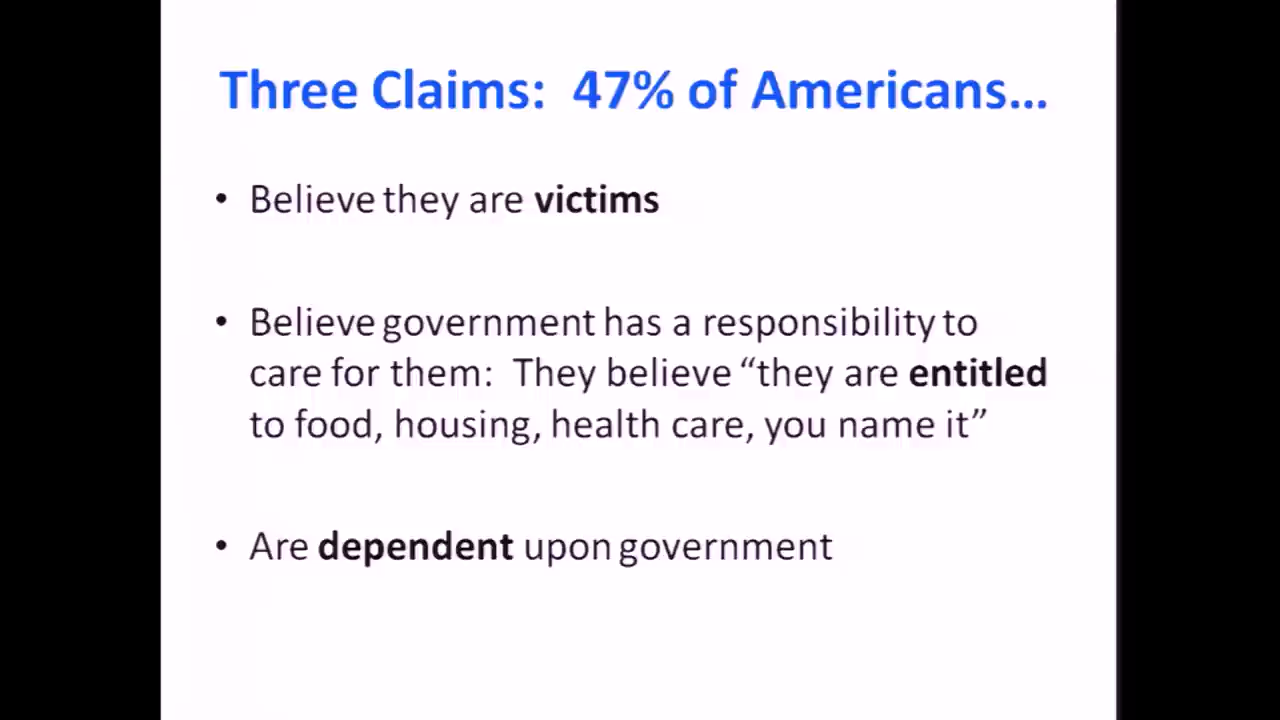 Three Claims:  47% of Americans…
• Believe they are victims
• Believe government has a responsibility to
care for them:  They believe “they are entitled
to food, housing, health care, you name it”
• Are dependent upon government